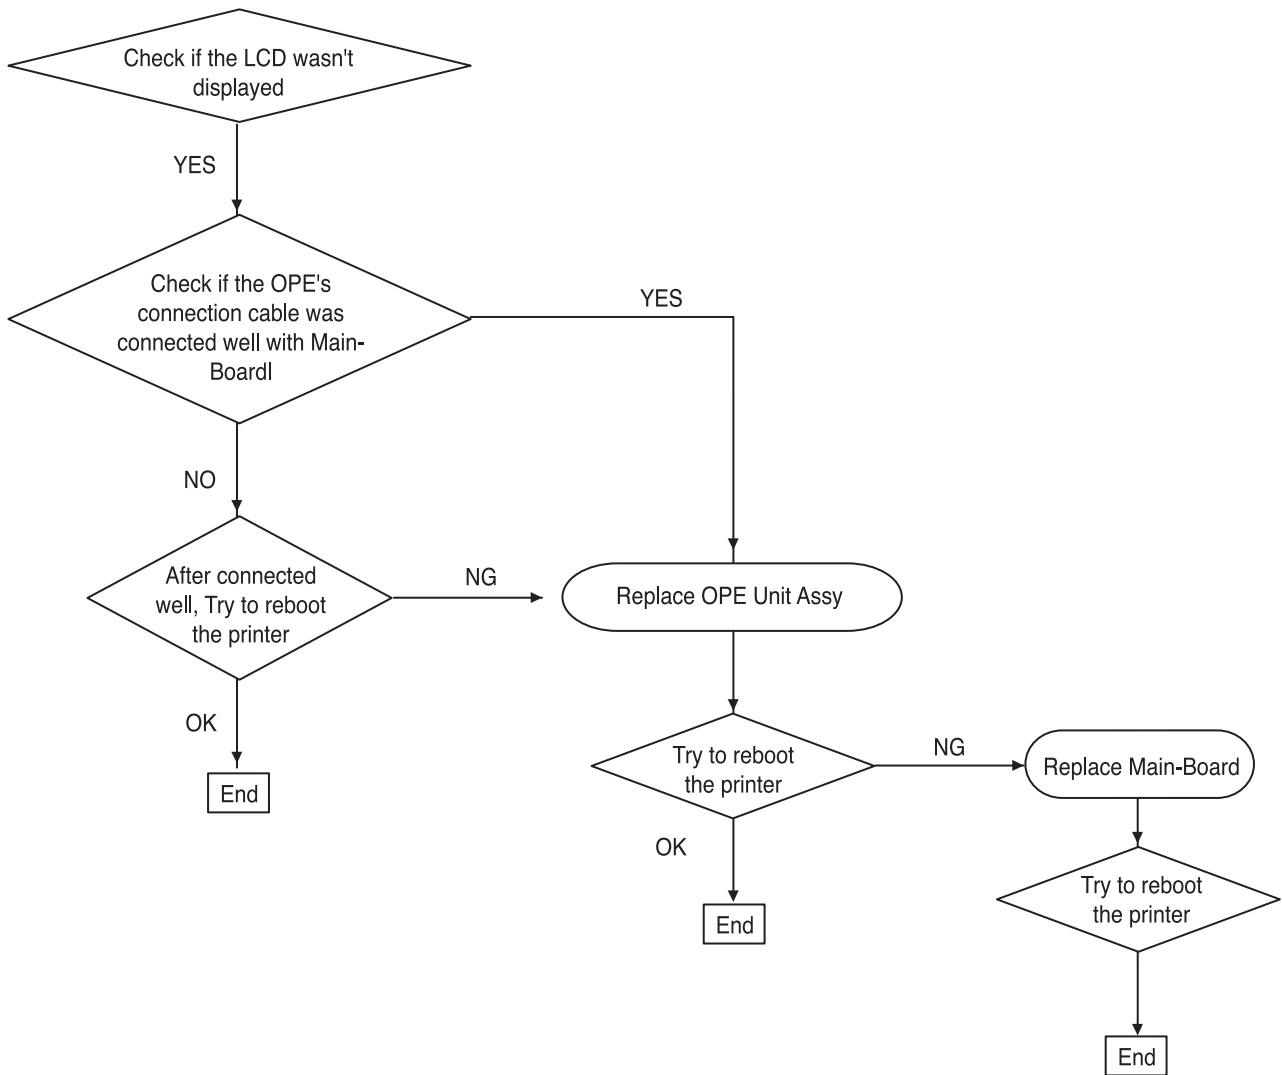 Check if the LCD wasn't
displayed
YES
Check if the OPE's
connection cable was
connected well with Main-
Boardl
YES
NO
After connected
well, Try to reboot
the printer
NG
Replace OPE Unit Assy
OK
End
Try to reboot
the printer
NG
Replace Main-Board
OK
End
Try to reboot
the printer
End